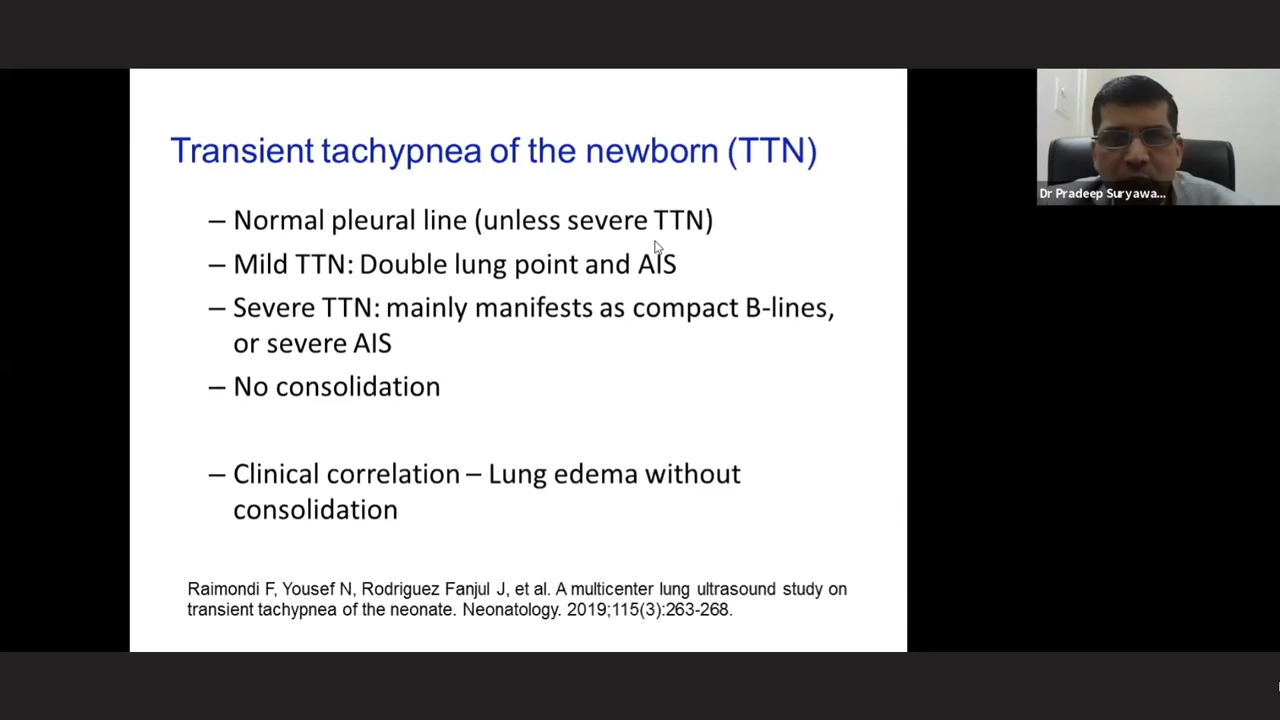 Transient tachypnea of the newborn (TTN)
– Normal pleural line (unless severe TTN)
– Mild TTN: Double lung point and AIS
– Severe TTN: mainly manifests as compact B-lines,
or severe AIS
– No consolidation
– Clinical correlation – Lung edema without
consolidation
Raimondi F, Yousef N, Rodriguez Fanjul J, et al. A multicenter lung ultrasound study on
transient tachypnea of the neonate. Neonatology. 2019;115(3):263-268.
Dr Pradeep Suryawa...